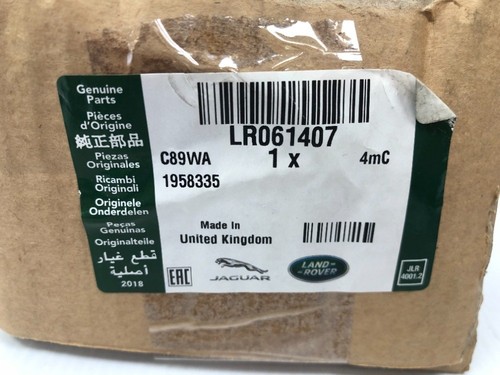 Genuine
Parts
Pièces
d'Origine
純正部品
Piezas
Originales
Ricambi
Originali
Originele
Onderdelen
Peças
Genuinas
Originalteile
قطع غيار
أصلية
2018
LR061407
C89WA
1 x
4mC
1958335
Made In
United Kingdom
EAC
JAGUAR
LAND-
-ROVER
JLR
4001.2